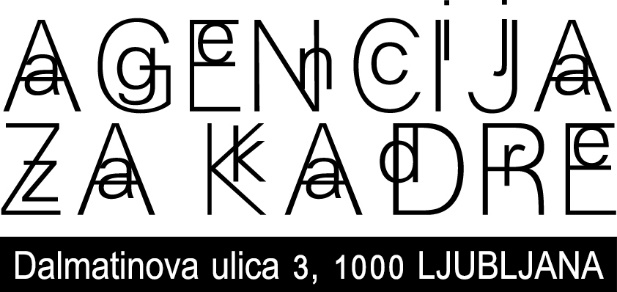 AGENCIJA
ZA KADRE
Dalmatinova ulica 3, 1000 LJUBLJANA